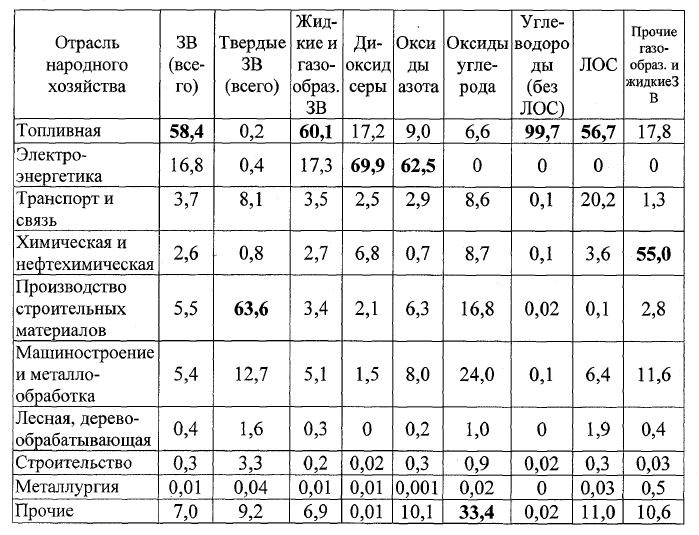 Отрасль народного хозяйства | ЗВ (все-го) | Твердые ЗВ (всего) | Жид-кие и газо-образ. ЗВ | Ди-оксид серы | Окси ды азота | Оксиды угле-рода | Угле-водоро ды (без ЛОС) | ЛОС | Прочие газо-образ. и жидкиеЗ В
Топливная | 58,4 | 0,2 | 60,1 | 17,2 | 9,0 | 6,6 | 99,7 | 56,7 | 17,8
Электро-энергетика | 16,8 | 0,4 | 17,3 | 69,9 | 62,5 | 0 | 0 | 0 | 0
Транспорт и связь | 3,7 | 8,1 | 3,5 | 2,5 | 2,9 | 8,6 | 0,1 | 20,2 | 1,3
Химическая и нефтехимическая | 2,6 | 0,8 | 2,7 | 6,8 | 0,7 | 8,7 | 0,1 | 3,6 | 55,0
Производство строительных материалов | 5,5 | 63,6 | 3,4 | 2,1 | 6,3 | 16,8 | 0,02 | 0,1 | 2,8
Машиностроение и металло-обработка | 5,4 | 12,7 | 5,1 | 1,5 | 8,0 | 24,0 | 0,1 | 6,4 | 11,6
Лесная, дерево-обрабатывающая | 0,4 | 1,6 | 0,3 | 0 | 0,2 | 1,0 | 0 | 1,9 | 0,4
Строительство | 0,3 | 3,3 | 0,2 | 0,02 | 0,3 | 0,9 | 0,02 | 0,3 | 0,03
Металлургия | 0,01 | 0,04 | 0,01 | 0,01 | 0,001 | 0,02 | 0 | 0,03 | 0,5
Прочие | 7,0 | 9,2 | 6,9 | 0,01 | 10,1 | 33,4 | 0,02 | 11,0 | 10,6